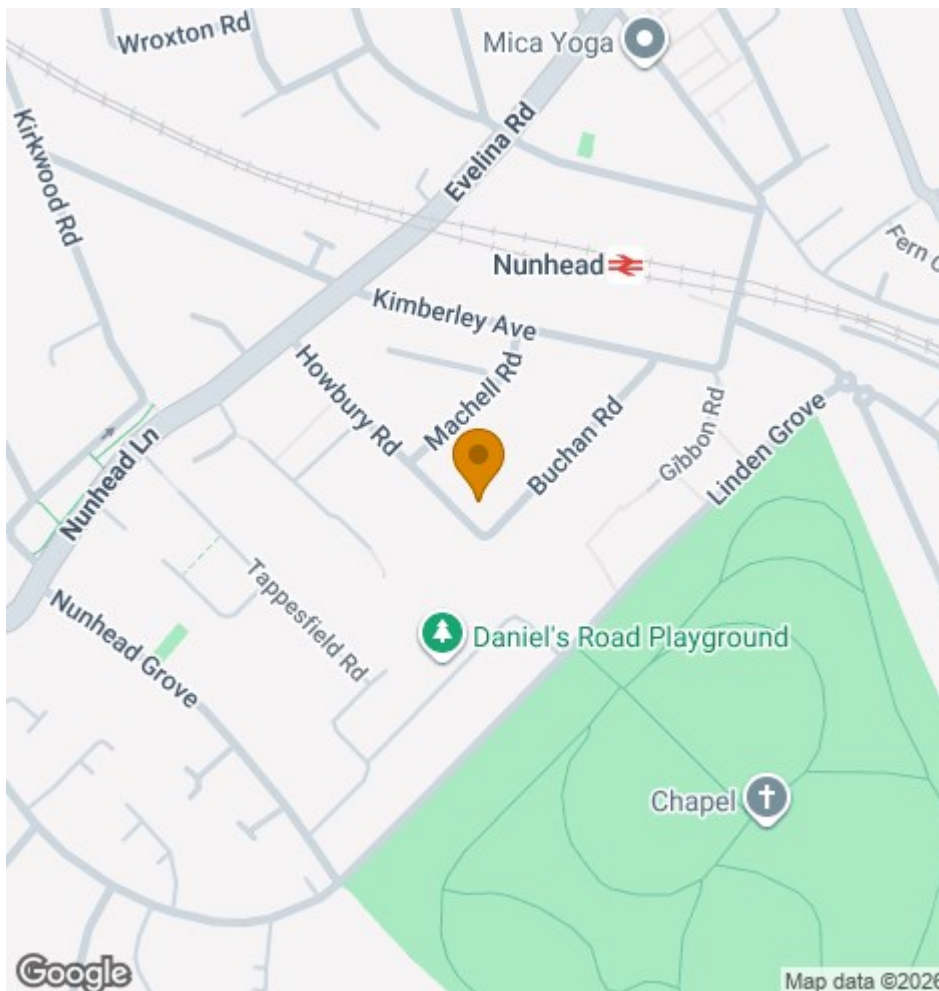 Wroxton Rd
Mica Yoga
Kirkwood Rd
Evelina Rd
Fern
Nunhead
Kimberley Ave
Howbury Rd
Machell Rd
Buchan Rd
Gibbon Rd
Linden Grove
Nunhead Ln
Tappesfield Rd
Nunhead Grove
Daniel's Road Playground
Chapel
Google
Map data ©2026